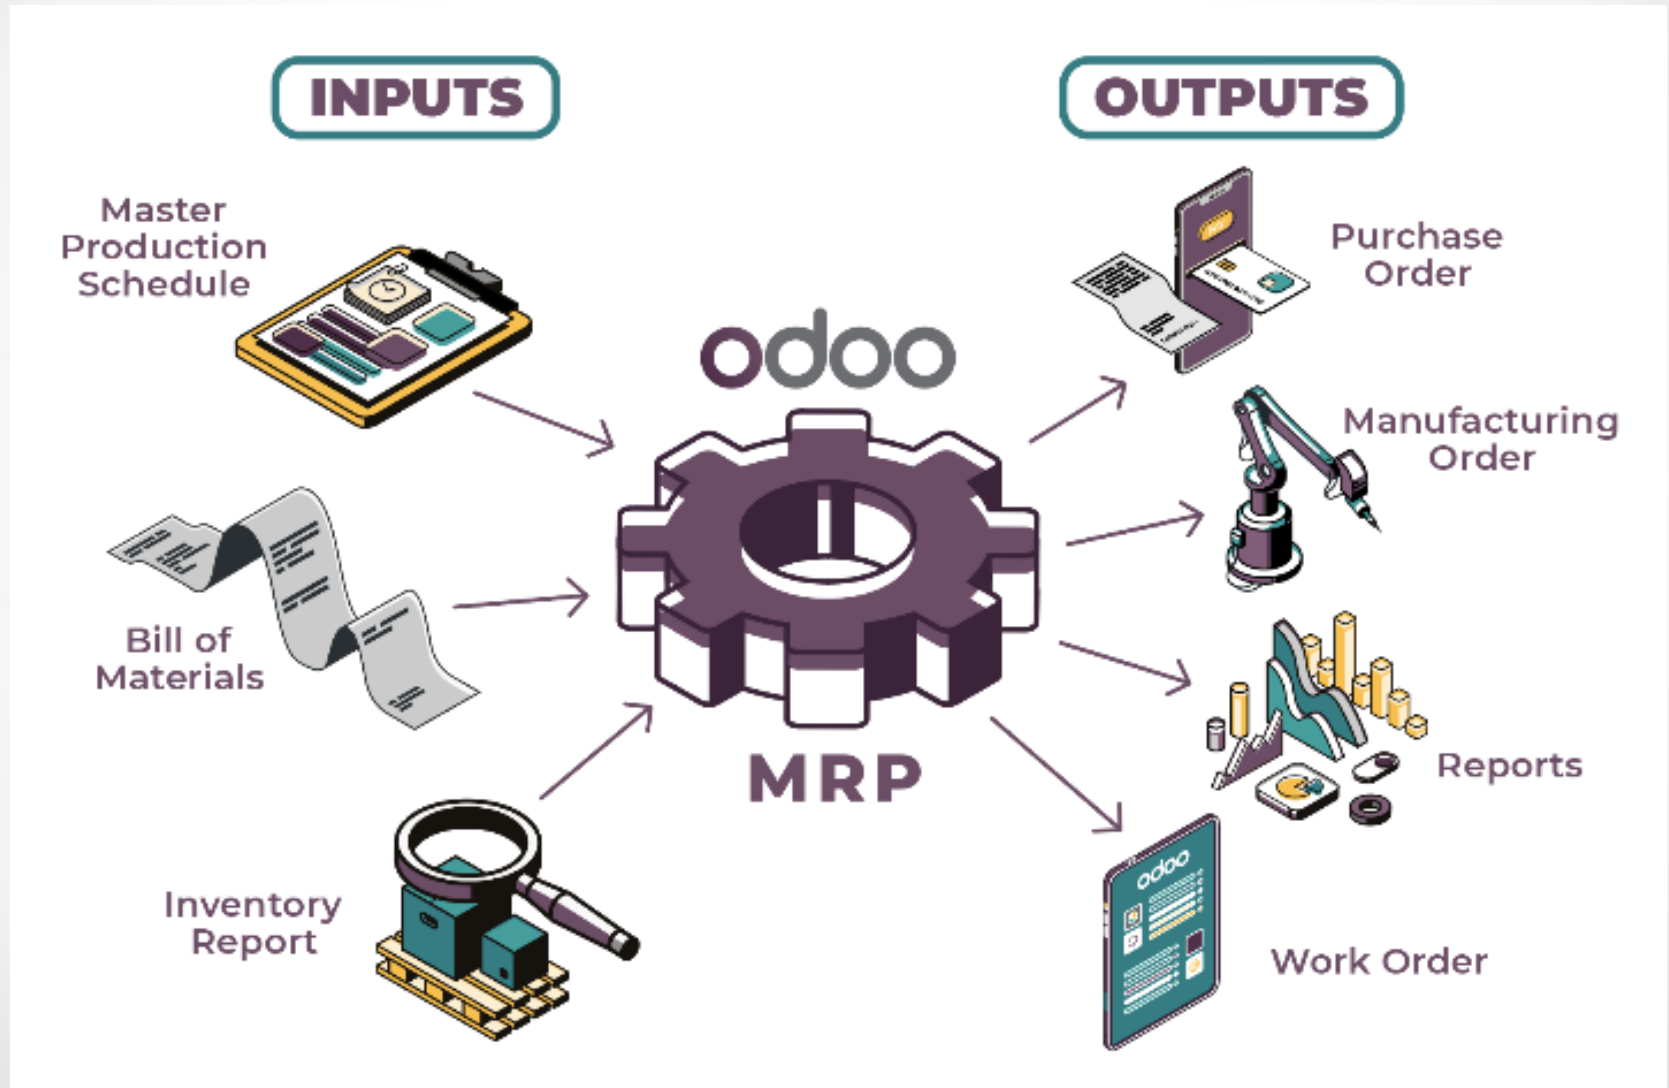 INPUTS
OUTPUTS
Master
Production
Schedule
Bill of
Materials
Inventory
Report
odoo
MRP
Purchase
Order
Manufacturing
Order
Reports
odoo
Work Order